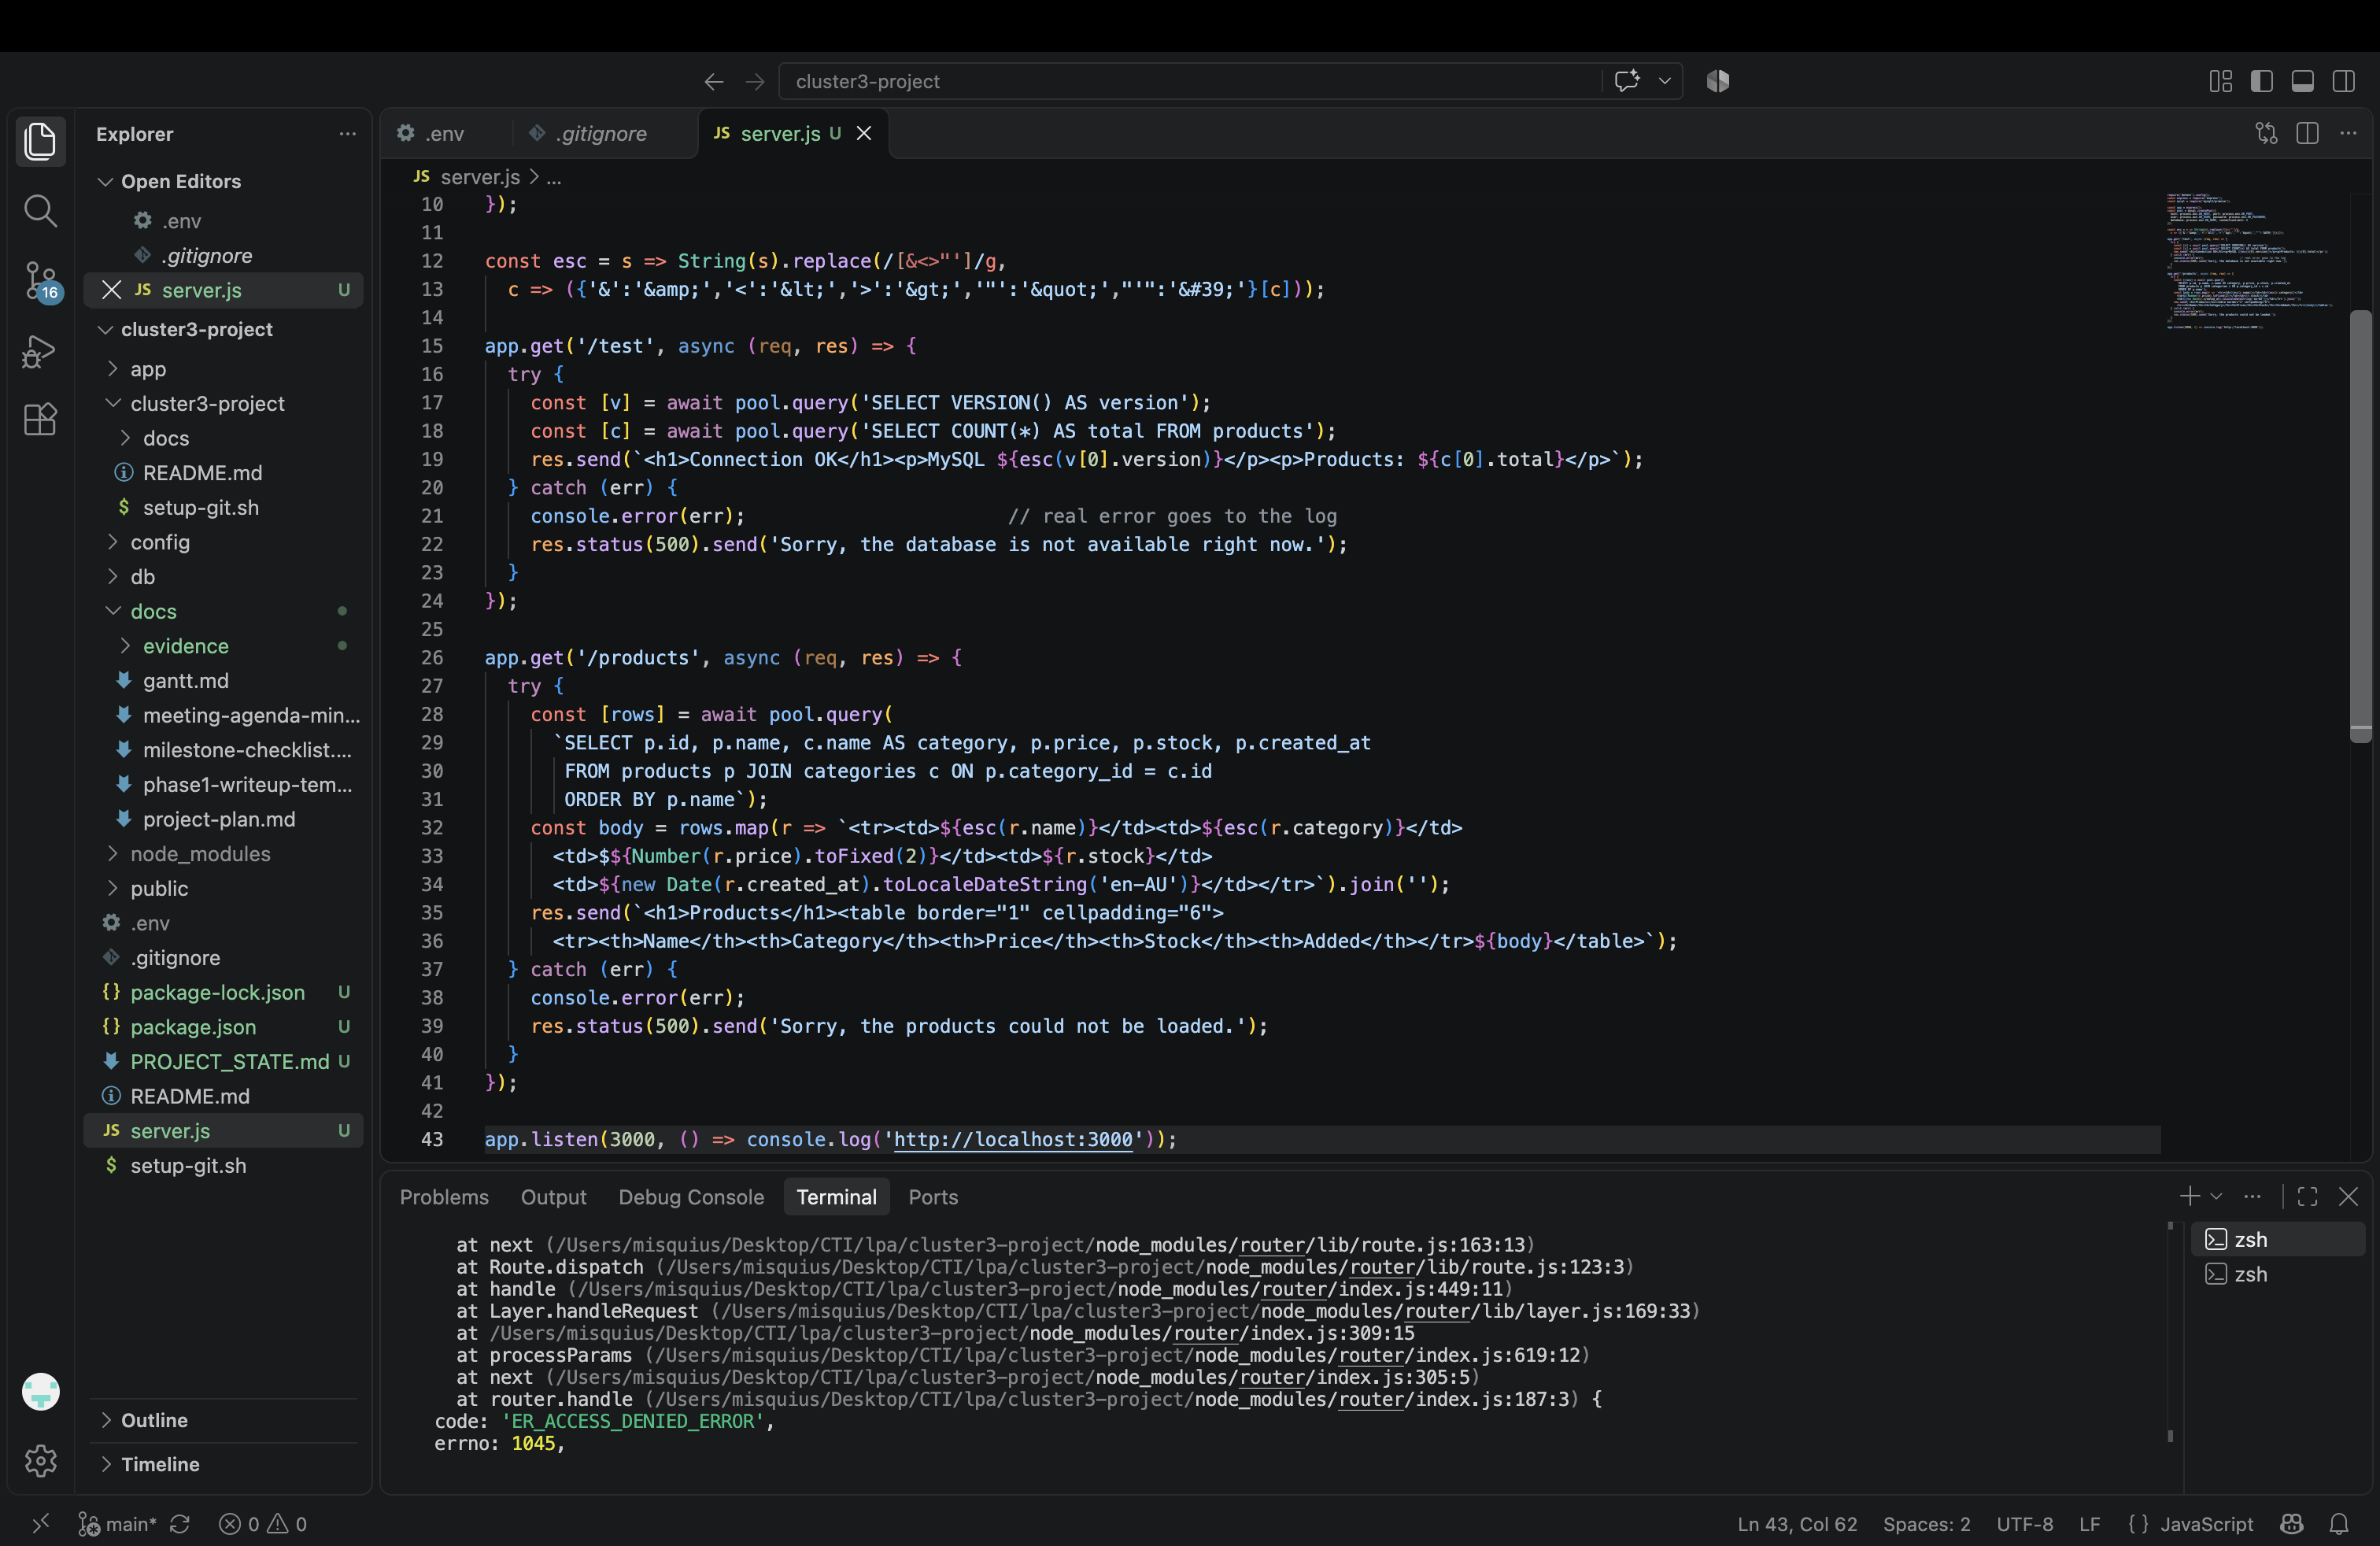 cluster3-project
Explorer
Open Editors
.env
.gitignore
server.js U
cluster3-project
app
cluster3-project
docs
README.md
setup-git.sh
config
db
docs
evidence
gantt.md
meeting-agenda-min...
milestone-checklist....
phase1-writeup-tem...
project-plan.md
node_modules
public
.env
.gitignore
package-lock.json U
package.json U
PROJECT_STATE.md U
README.md
JS server.js U
$ setup-git.sh
Outline
Timeline
16
.env
.gitignore
JS server.js U
JS server.js > ...
10 });
11
12 const esc = s => String(s).replace(/[&<>"']/g,
13 c => ({'&':'&amp;','<':'&lt;','>':'&gt;','"':'&quot;',"'":'&#39;'}[c]));
14
15 app.get('/test', async (req, res) => {
16 try {
17 const [v] = await pool.query('SELECT VERSION() AS version');
18 const [c] = await pool.query('SELECT COUNT(*) AS total FROM products');
19 res.send(`<h1>Connection OK</h1><p>MySQL ${esc(v[0].version)}</p><p>Products: ${c[0].total}</p>`);
20 } catch (err) {
21 console.error(err); // real error goes to the log
22 res.status(500).send('Sorry, the database is not available right now.');
23 }
24 });
25
26 app.get('/products', async (req, res) => {
27 try {
28 const [rows] = await pool.query(
29 `SELECT p.id, p.name, c.name AS category, p.price, p.stock, p.created_at
30 FROM products p JOIN categories c ON p.category_id = c.id
31 ORDER BY p.name`);
32 const body = rows.map(r => `<tr><td>${esc(r.name)}</td><td>${esc(r.category)}</td>
33 <td>$${Number(r.price).toFixed(2)}</td><td>${r.stock}</td>
34 <td>${new Date(r.created_at).toLocaleDateString('en-AU')}</td></tr>`).join('');
35 res.send(`<h1>Products</h1><table border="1" cellpadding="6">
36 <tr><th>Name</th><th>Category</th><th>Price</th><th>Stock</th><th>Added</th></tr>${body}</table>`);
37 } catch (err) {
38 console.error(err);
39 res.status(500).send('Sorry, the products could not be loaded.');
40 }
41 });
42
43 app.listen(3000, () => console.log('http://localhost:3000'));
Problems Output Debug Console Terminal Ports
at next (/Users/misquius/Desktop/CTI/lpa/cluster3-project/node_modules/router/lib/route.js:163:13)
at Route.dispatch (/Users/misquius/Desktop/CTI/lpa/cluster3-project/node_modules/router/lib/route.js:123:3)
at handle (/Users/misquius/Desktop/CTI/lpa/cluster3-project/node_modules/router/index.js:449:11)
at Layer.handleRequest (/Users/misquius/Desktop/CTI/lpa/cluster3-project/node_modules/router/lib/layer.js:169:33)
at /Users/misquius/Desktop/CTI/lpa/cluster3-project/node_modules/router/index.js:309:15
at processParams (/Users/misquius/Desktop/CTI/lpa/cluster3-project/node_modules/router/index.js:619:12)
at next (/Users/misquius/Desktop/CTI/lpa/cluster3-project/node_modules/router/index.js:305:5)
at router.handle (/Users/misquius/Desktop/CTI/lpa/cluster3-project/node_modules/router/index.js:187:3) {
code: 'ER_ACCESS_DENIED_ERROR',
errno: 1045,
zsh
zsh
main* 0 0
Ln 43, Col 62 Spaces: 2 UTF-8 LF {} JavaScript